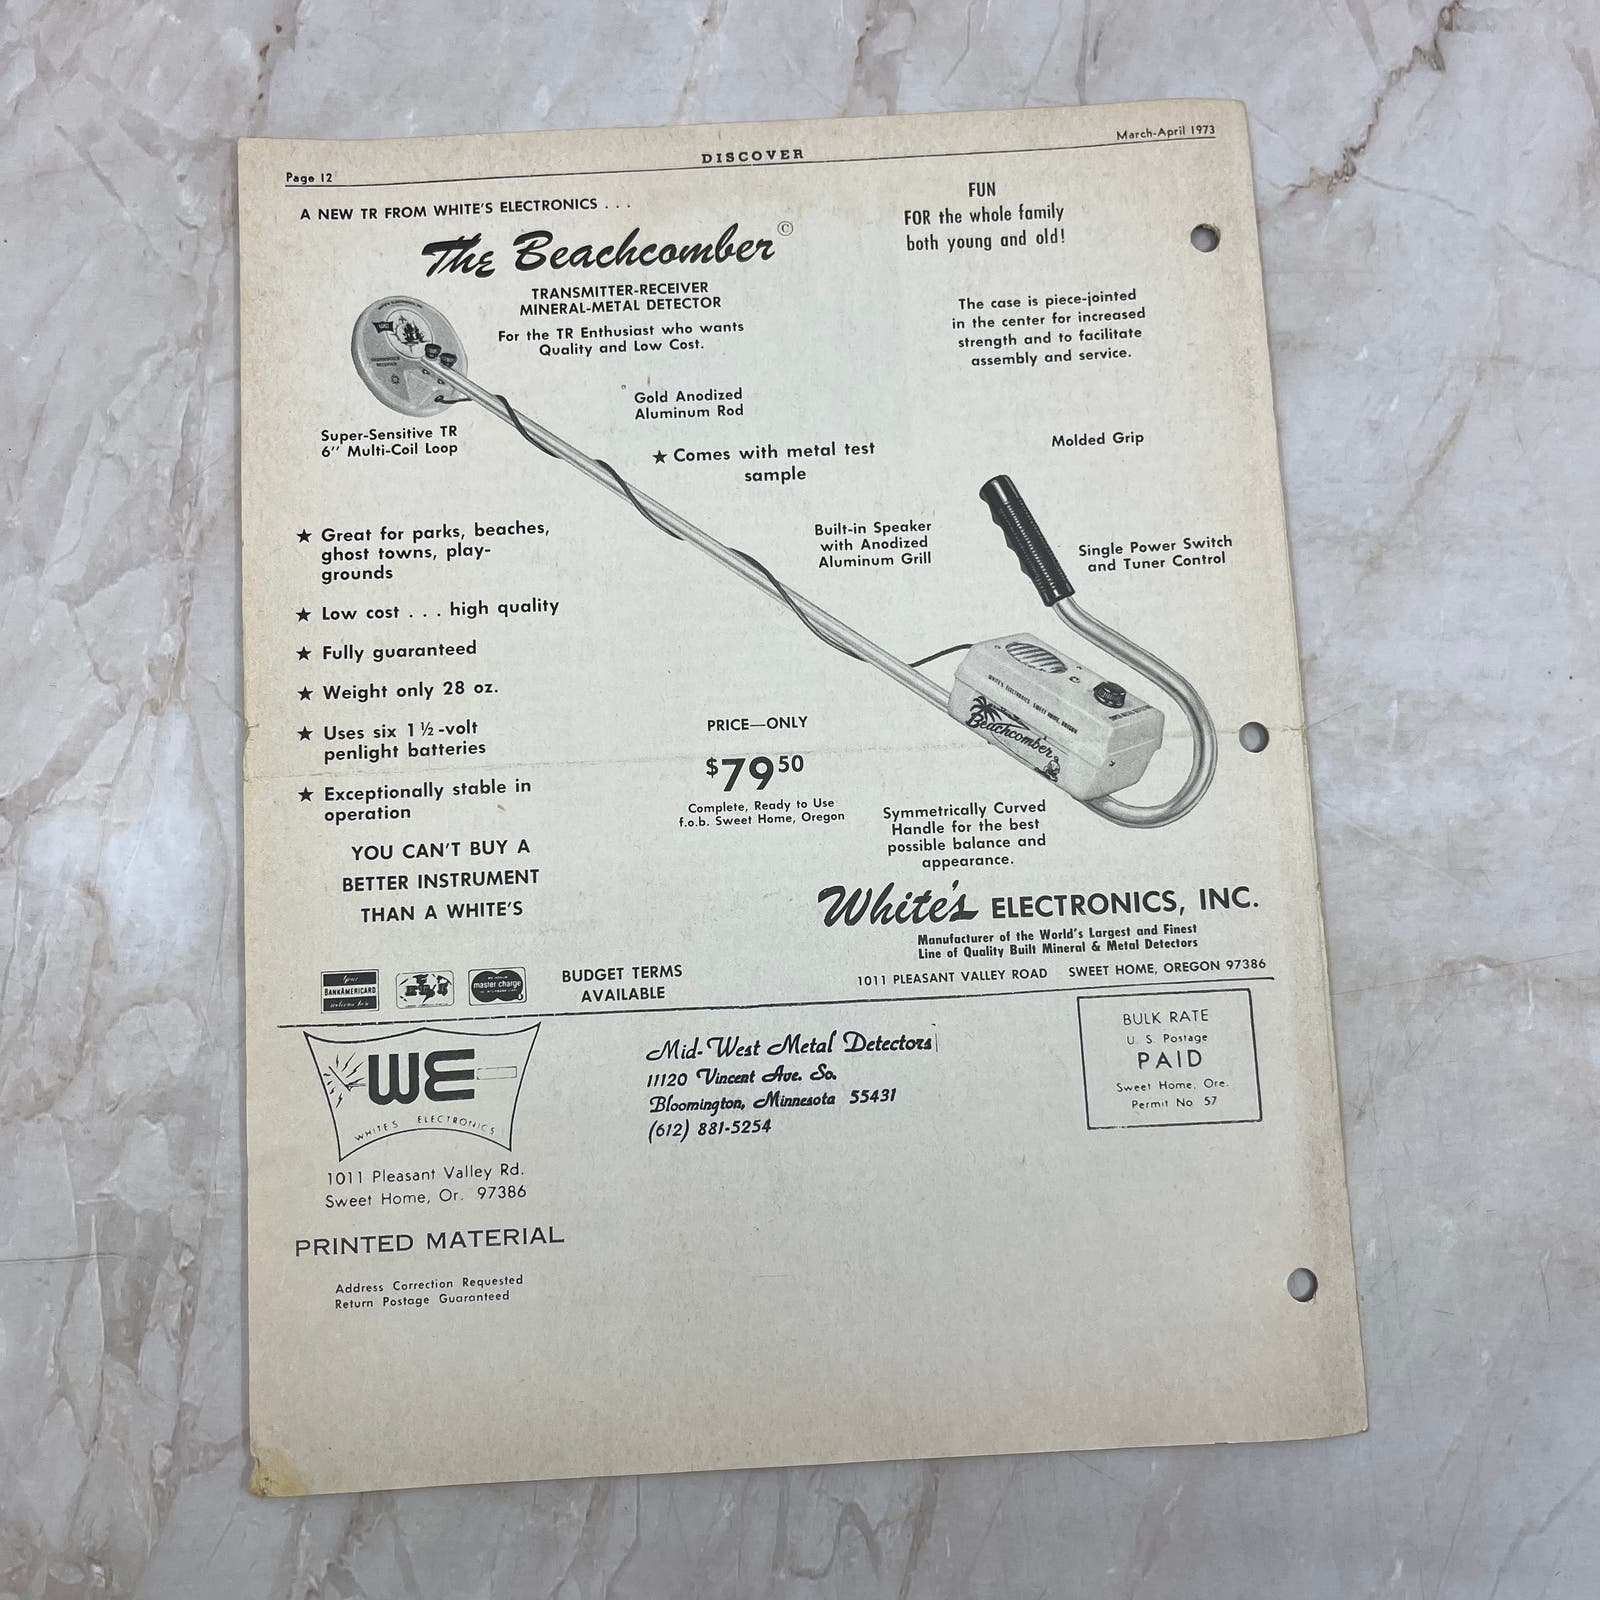 Page 12
DISCOVER
March-April 1973
A NEW TR FROM WHITE'S ELECTRONICS . . .
The Beachcomber ©
TRANSMITTER-RECEIVER
MINERAL-METAL DETECTOR
For the TR Enthusiast who wants
Quality and Low Cost.
FUN
FOR the whole family
both young and old!
The case is piece-jointed
in the center for increased
strength and to facilitate
assembly and service.
WE
Gold Anodized
Aluminum Rod
Super-Sensitive TR
6'' Multi-Coil Loop
★ Comes with metal test
sample
Molded Grip
Built-in Speaker
with Anodized
Aluminum Grill
Single Power Switch
and Tuner Control
★ Great for parks, beaches,
ghost towns, play-
grounds
★ Low cost . . . high quality
★ Fully guaranteed
★ Weight only 28 oz.
★ Uses six 1½-volt
penlight batteries
★ Exceptionally stable in
operation
WHITE'S ELECTRONICS, SWEET HOME, OREGON
Beachcomber
PRICE—ONLY
$79.50
Complete, Ready to Use
f.o.b. Sweet Home, Oregon
Symmetrically Curved
Handle for the best
possible balance and
appearance.
YOU CAN'T BUY A
BETTER INSTRUMENT
THAN A WHITE'S
White's ELECTRONICS, INC.
Manufacturer of the World's Largest and Finest
Line of Quality Built Mineral & Metal Detectors
1011 PLEASANT VALLEY ROAD SWEET HOME, OREGON 97386
Your
BANKAMERICARD
welcome here
master charge
BUDGET TERMS
AVAILABLE
WE
WHITE'S ELECTRONICS
1011 Pleasant Valley Rd.
Sweet Home, Or. 97386
PRINTED MATERIAL
Address Correction Requested
Return Postage Guaranteed
Mid-West Metal Detectors
11120 Vincent Ave. So.
Bloomington, Minnesota 55431
(612) 881-5254
BULK RATE
U. S. Postage
PAID
Sweet Home, Ore.
Permit No 57